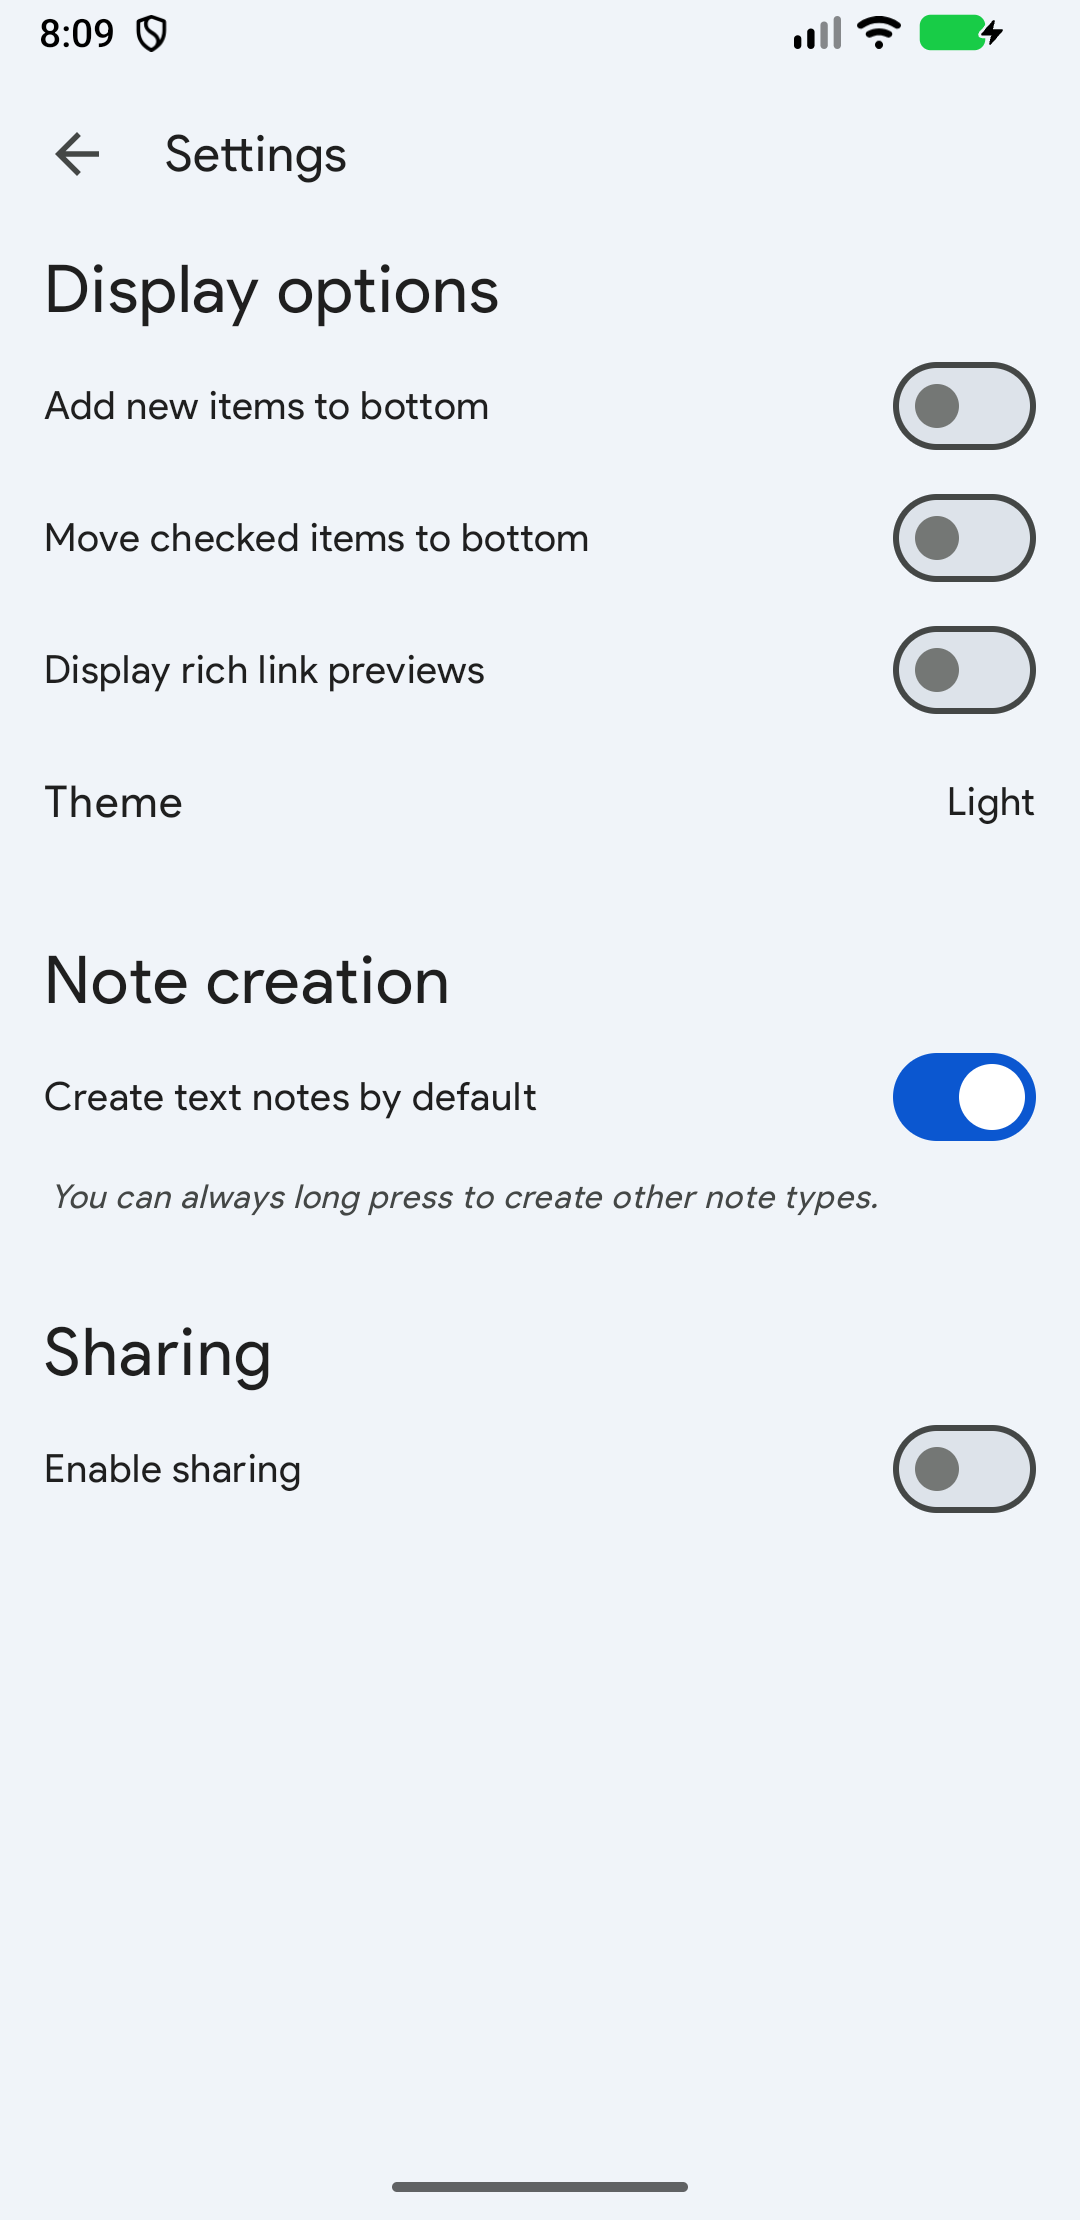 8:09
Settings
Display options
Add new items to bottom
Move checked items to bottom
Display rich link previews
Theme
Light
Note creation
Create text notes by default
You can always long press to create other note types.
Sharing
Enable sharing